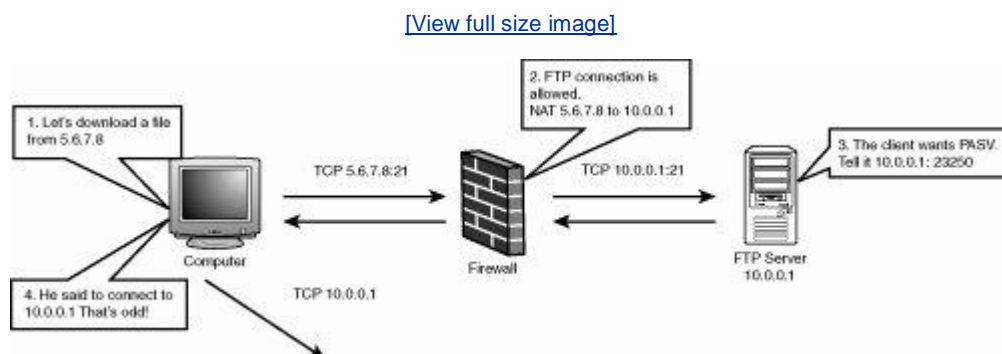 [View full size image]
2. FTP connection is
allowed.
NAT 5.6.7.8 to 10.0.0.1
1. Let's download a file
from 5.6.7.8
3. The client wants PASV.
Tell it 10.0.0.1: 23250
TCP 5.6.7.8:21
TCP 10.0.0.1:21
Computer
Firewall
FTP Server
10.0.0.1
4. He said to connect to
10.0.0.1 That's odd!
TCP 10.0.0.1